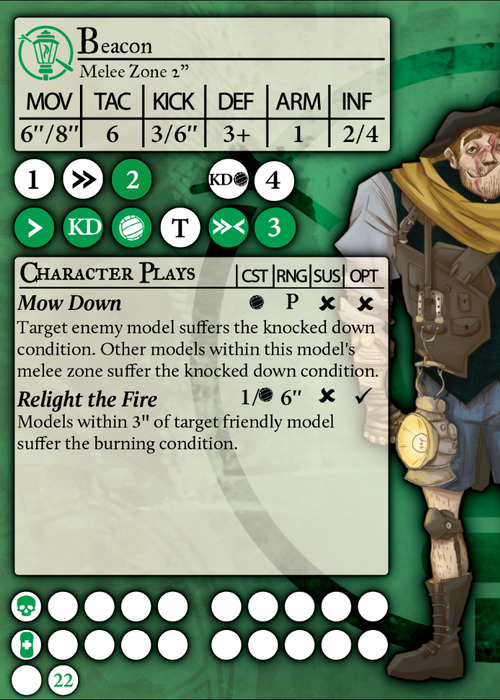 Beacon
Melee Zone 2"
MOV TAC KICK DEF ARM INF
6"/8" 6 3/6" 3+ 1 2/4
1 >> 2 KD 4
> KD T >>< 3
Character Plays CST RNG SUS OPT
Mow Down P ✘ ✘
Target enemy model suffers the knocked down
condition. Other models within this model's
melee zone suffer the knocked down condition.
Relight the Fire 1/ 6" ✘ ✓
Models within 3" of target friendly model
suffer the burning condition.
22